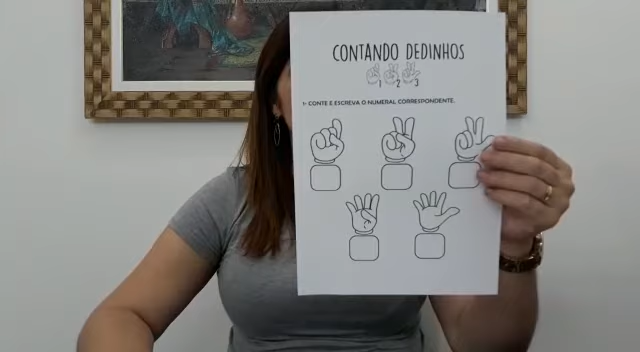 CONTANDO DEDINHOS
1 2 3
1- CONTE E ESCREVA O NUMERAL CORRESPONDENTE.